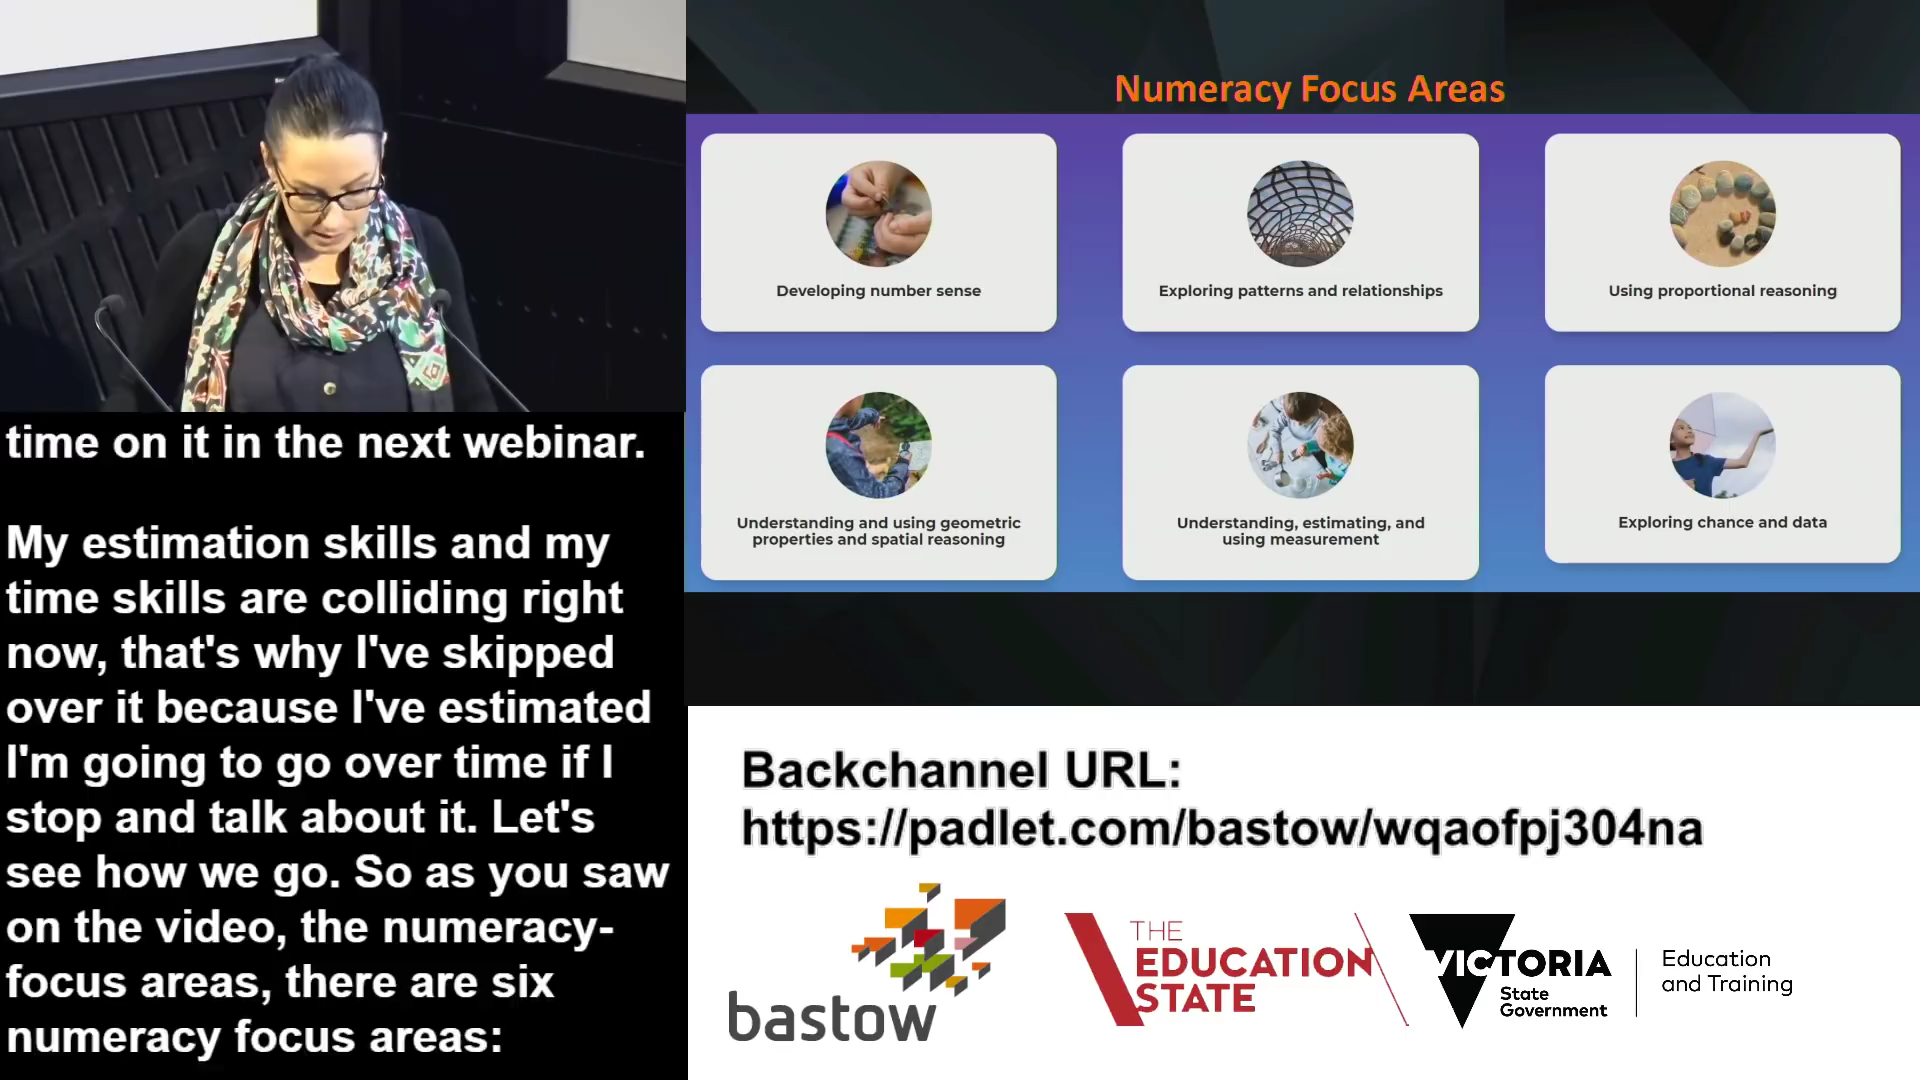 time on it in the next webinar.
My estimation skills and my
time skills are colliding right
now, that's why I've skipped
over it because I've estimated
I'm going to go over time if I
stop and talk about it. Let's
see how we go. So as you saw
on the video, the numeracy-
focus areas, there are six
numeracy focus areas:
Numeracy Focus Areas
Developing number sense
Exploring patterns and relationships
Using proportional reasoning
Understanding and using geometric
properties and spatial reasoning
Understanding, estimating, and
using measurement
Exploring chance and data
Backchannel URL:
https://padlet.com/bastow/wqaofpj304na
bastow
THE
EDUCATION
STATE
VICTORIA
State
Government
Education
and Training